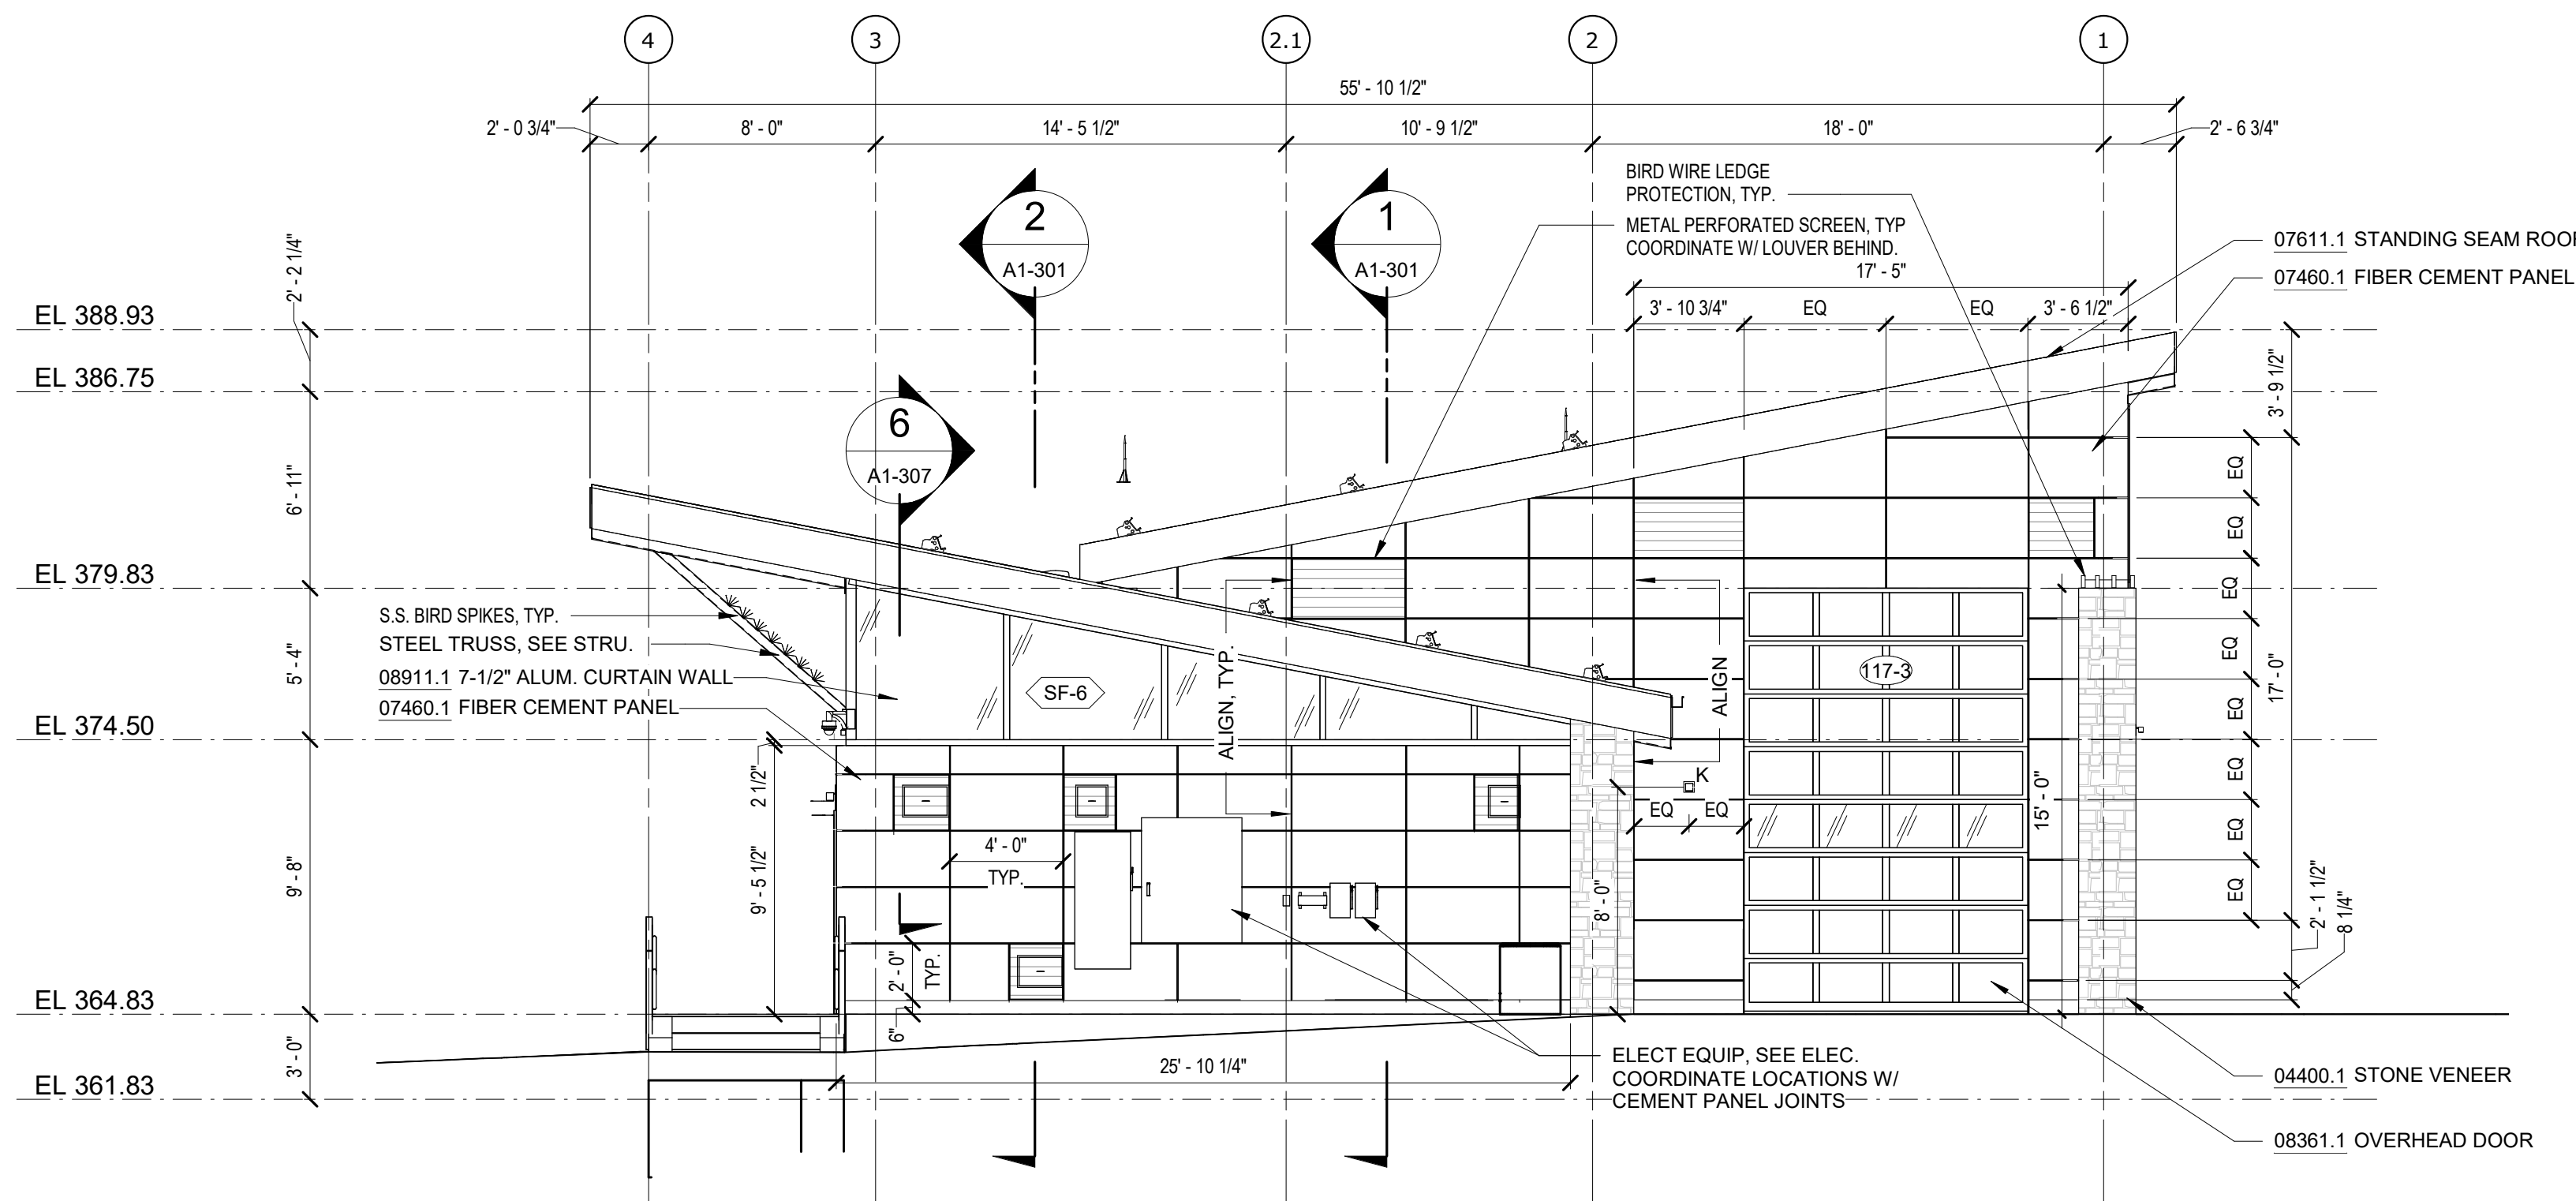 4
3
2.1
2
1
55' - 10 1/2"
2' - 0 3/4"
8' - 0"
14' - 5 1/2"
10' - 9 1/2"
18' - 0"
2' - 6 3/4"
BIRD WIRE LEDGE
PROTECTION, TYP.
METAL PERFORATED SCREEN, TYP
COORDINATE W/ LOUVER BEHIND.
2
A1-301
1
A1-301
07611.1 STANDING SEAM ROOF
07460.1 FIBER CEMENT PANEL
17' - 5"
3' - 10 3/4"
EQ
EQ
3' - 6 1/2"
2' - 2 1/4"
EL 388.93
EL 386.75
3' - 9 1/2"
6
A1-307
6' - 11"
EQ
EQ
EL 379.83
EQ
S.S. BIRD SPIKES, TYP.
STEEL TRUSS, SEE STRU.
08911.1 7-1/2" ALUM. CURTAIN WALL
07460.1 FIBER CEMENT PANEL
5' - 4"
SF-6
ALIGN, TYP.
ALIGN
117-3
EQ
17' - 0"
EQ
EL 374.50
2 1/2"
K
EQ
EQ
15' - 0"
EQ
EQ
4' - 0"
TYP.
9' - 8"
9' - 5 1/2"
8' - 0"
EQ
2' - 1 1/2"
8 1/4"
2' - 0"
TYP.
EL 364.83
6"
3' - 0"
25' - 10 1/4"
ELECT EQUIP, SEE ELEC.
COORDINATE LOCATIONS W/
CEMENT PANEL JOINTS
04400.1 STONE VENEER
EL 361.83
08361.1 OVERHEAD DOOR